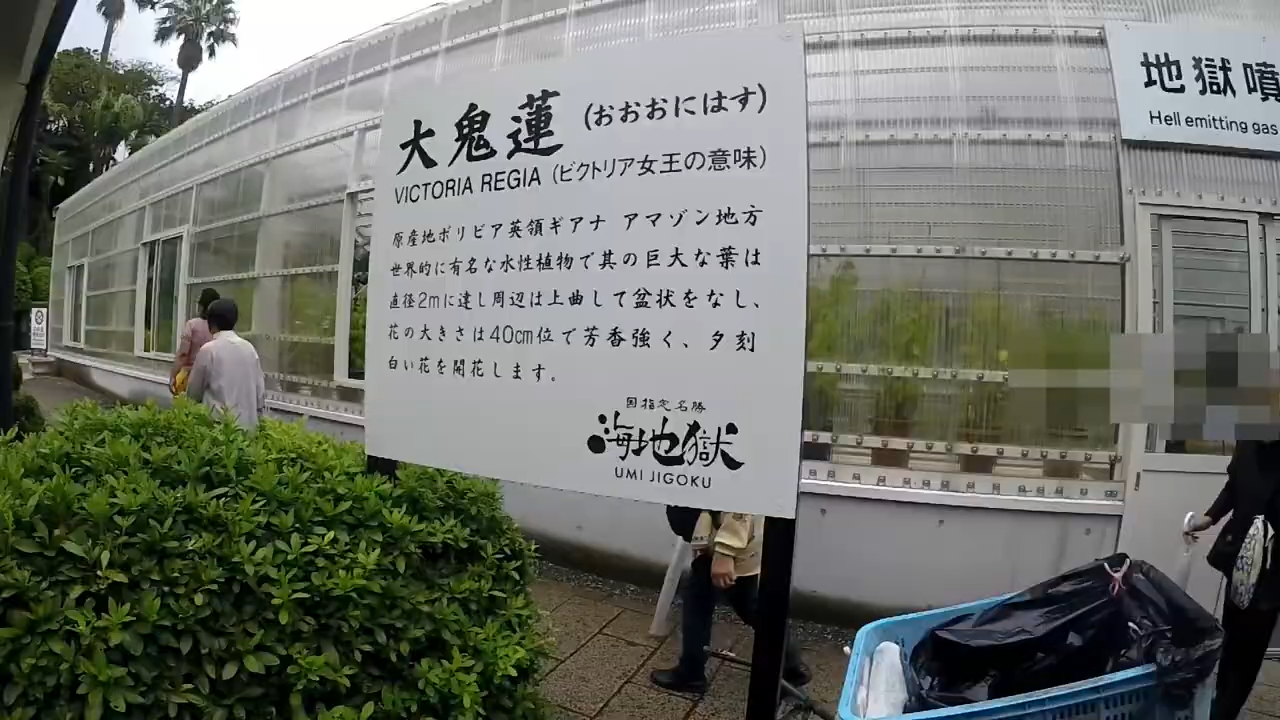 大鬼蓮 (おおおにはす)
VICTORIA REGIA (ビクトリア女王の意味)
原産地ボリビア英領ギアナ アマゾン地方
世界的に有名な水性植物で其の巨大な葉は
直径2mに達し周辺は上曲して盆状をなし、
花の大きさは40cm位で芳香強く、夕刻
白い花を開花します。
国指定名勝
海地獄
UMI JIGOKU
地獄噴
Hell emitting gas